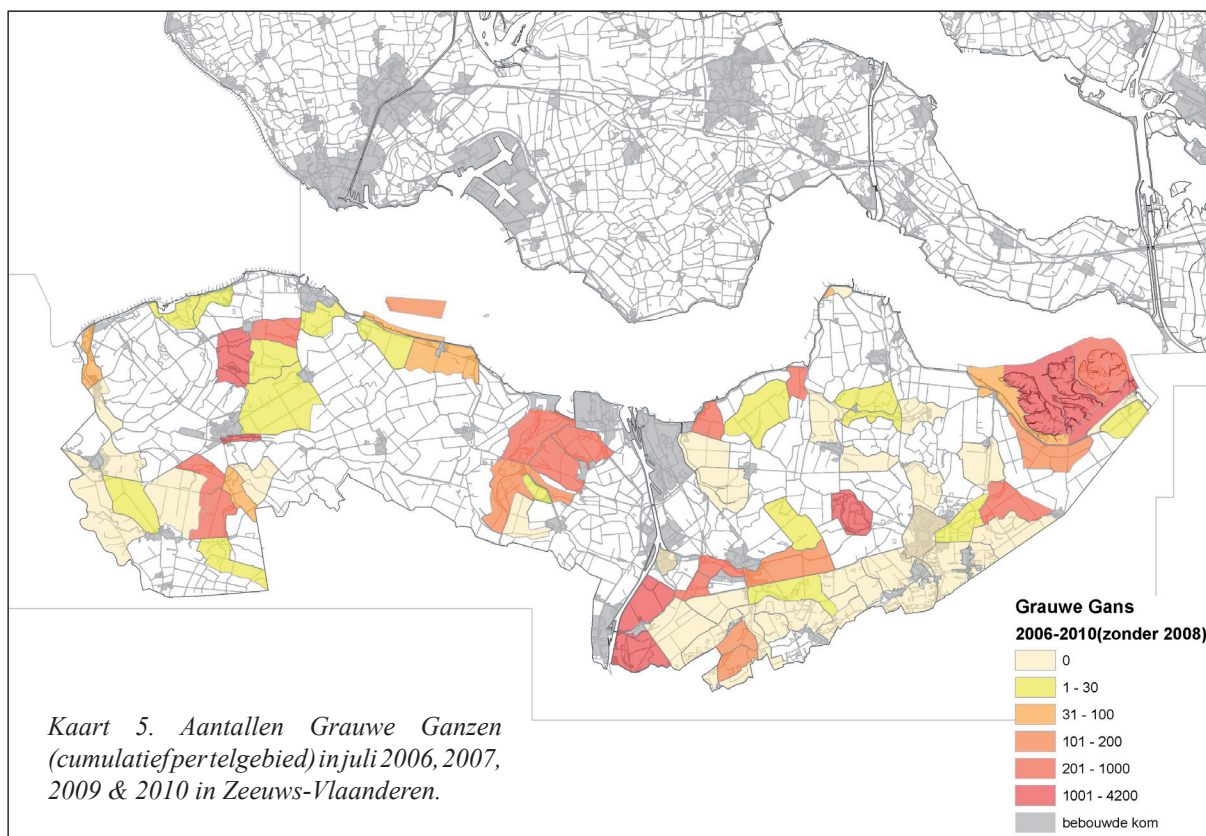 Grauwe Gans
2006-2010(zonder 2008)
0
1 - 30
31 - 100
101 - 200
201 - 1000
1001 - 4200
bebouwde kom
Kaart 5. Aantallen Grauwe Ganzen
(cumulatief per telgebied) in juli 2006, 2007,
2009 & 2010 in Zeeuws-Vlaanderen.